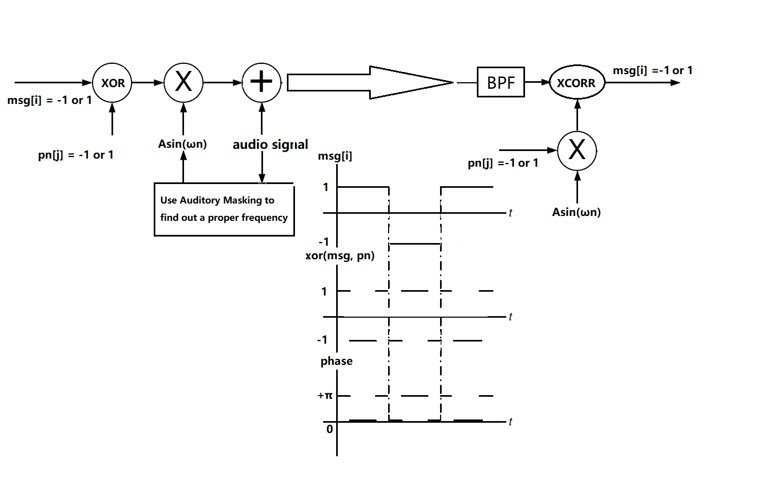 XOR
X
+
BPF
XCORR
msg[i] =-1 or 1
msg[i] = -1 or 1
pn[j] = -1 or 1
Asin(ωn)
audio signal
pn[j] =-1 or 1
X
Asin(ωn)
Use Auditory Masking to
find out a proper frequency
msg[i]
1
t
-1
xor(msg, pn)
1
t
-1
phase
+π
0
t